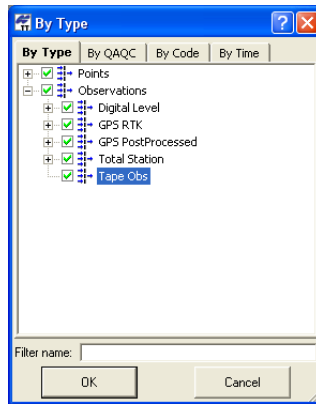 By Type
By Type By QAQC By Code By Time
Points
Observations
Digital Level
GPS RTK
GPS PostProcessed
Total Station
Tape Obs
Filter name:
OK Cancel